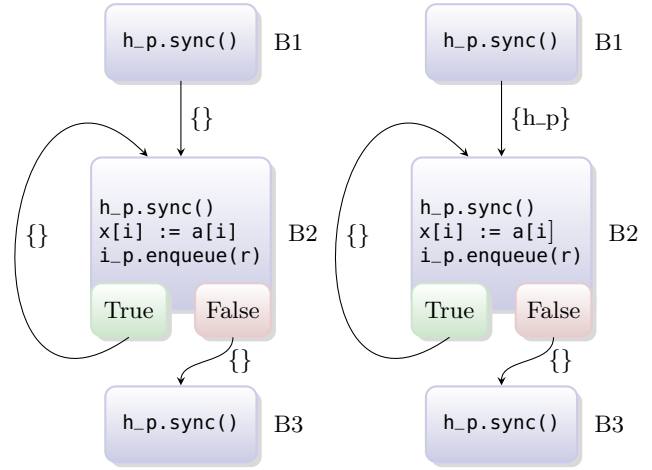 h_p.sync() B1
{}
h_p.sync()
x[i] := a[i]
i_p.enqueue(r)
B2
{}
True False
{}
h_p.sync() B3
h_p.sync() B1
{h_p}
h_p.sync()
x[i] := a[i]
i_p.enqueue(r)
B2
{}
True False
{}
h_p.sync() B3